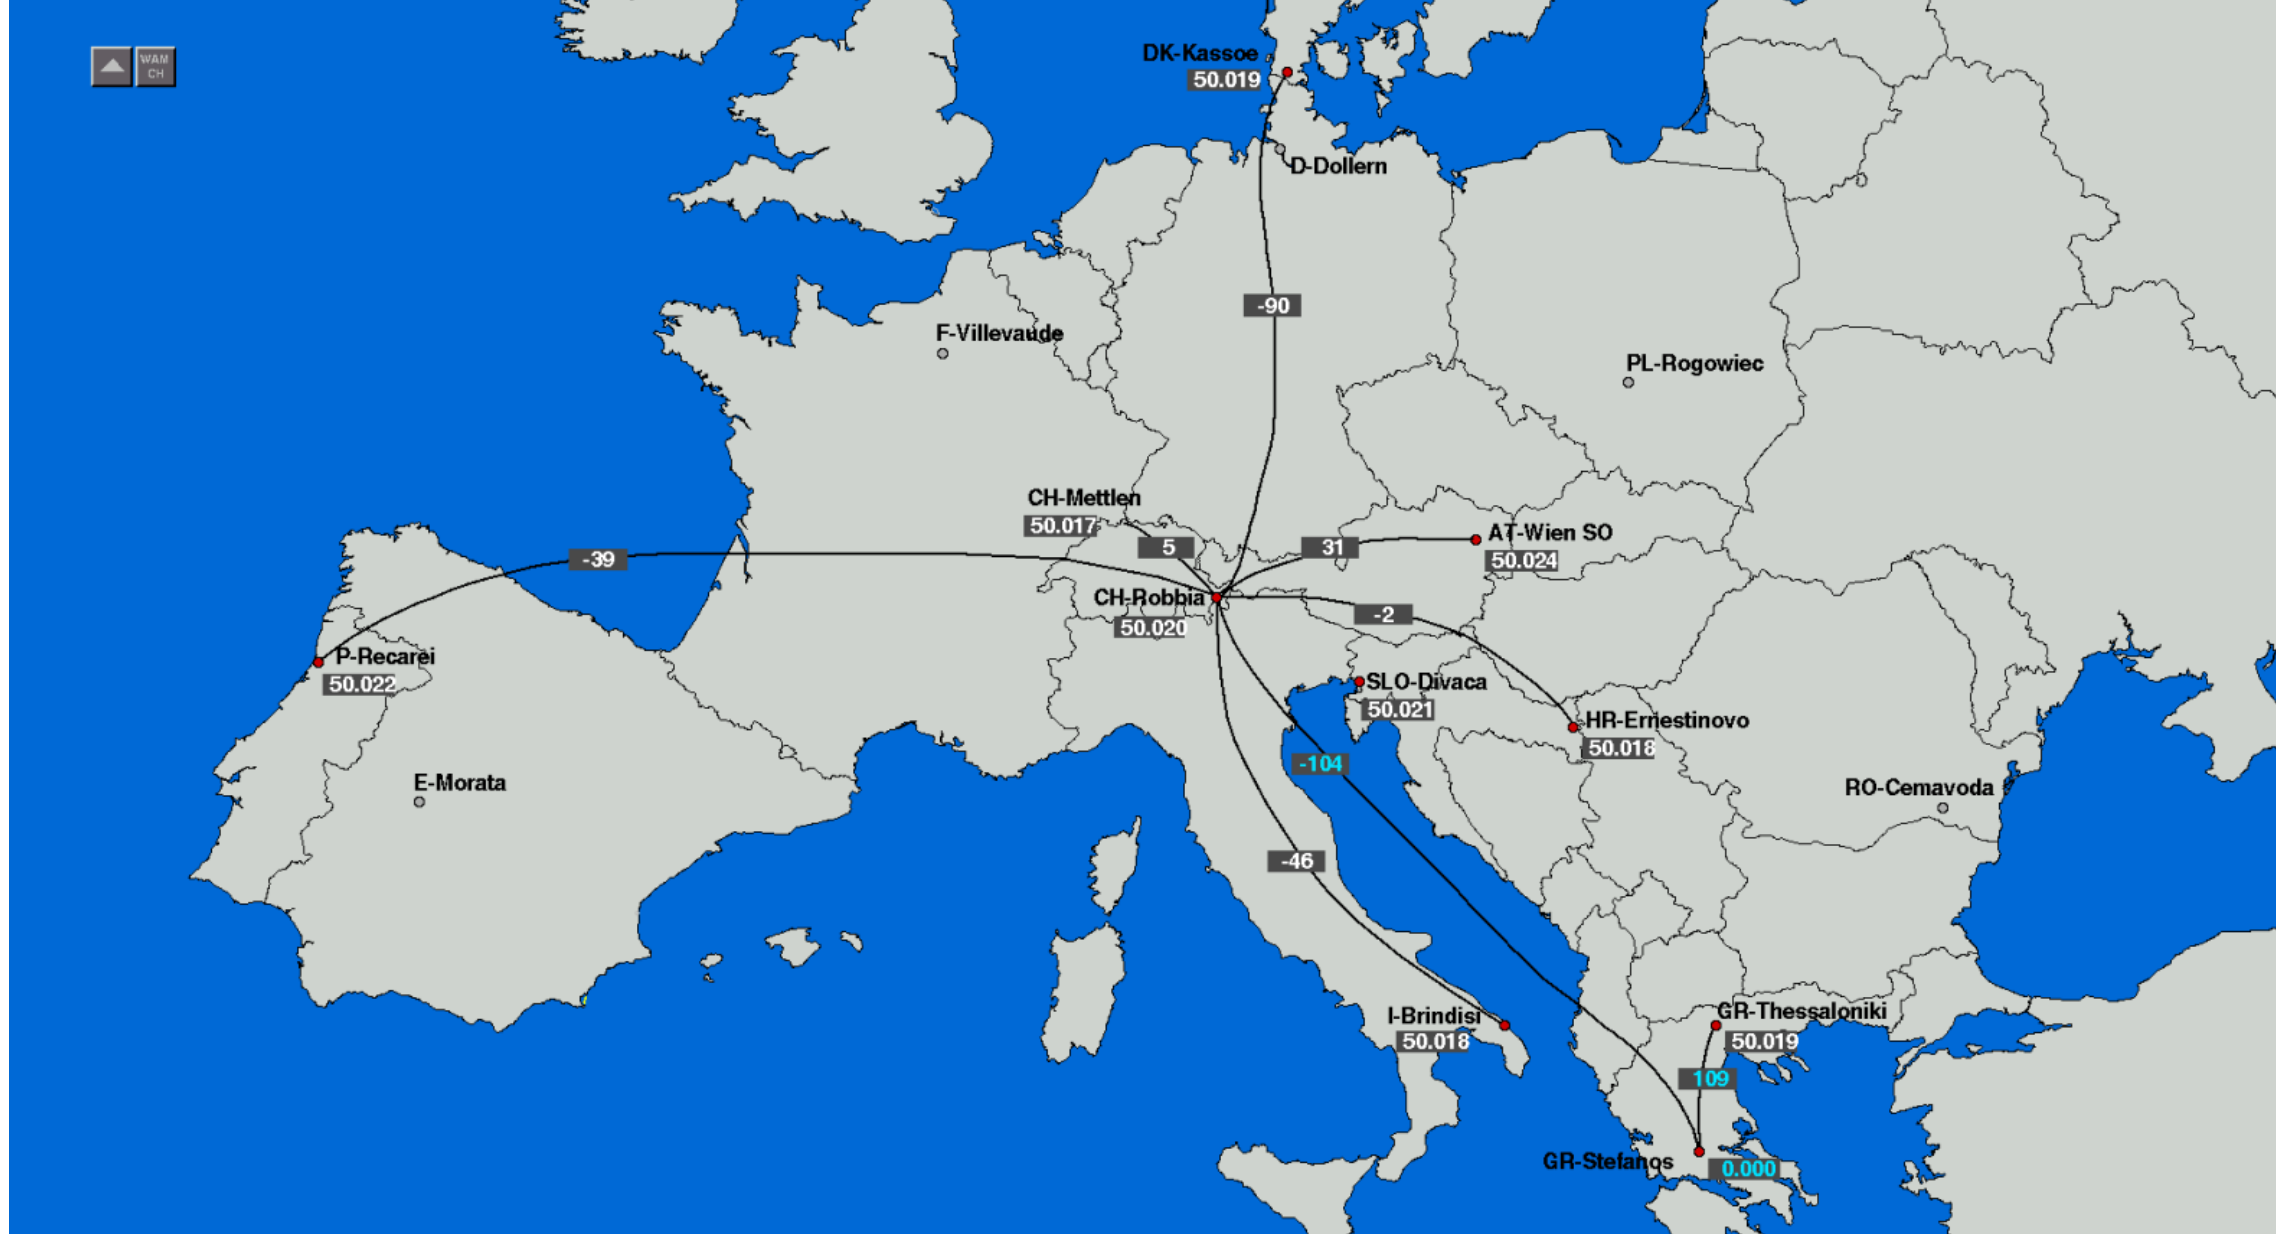 WAM
CH
DK-Kassoe
50.019
D-Dollern
-90
F-Villevaude
PL-Rogowiec
CH-Mettlen
50.017
5
31
AT-Wien SO
50.024
-39
CH-Robbia
50.020
-2
P-Recarei
50.022
SLO-Divaca
50.021
HR-Ernestinovo
50.018
-104
E-Morata
RO-Cernavoda
-46
I-Brindisi
50.018
GR-Thessaloniki
50.019
109
GR-Stefanos
0.000